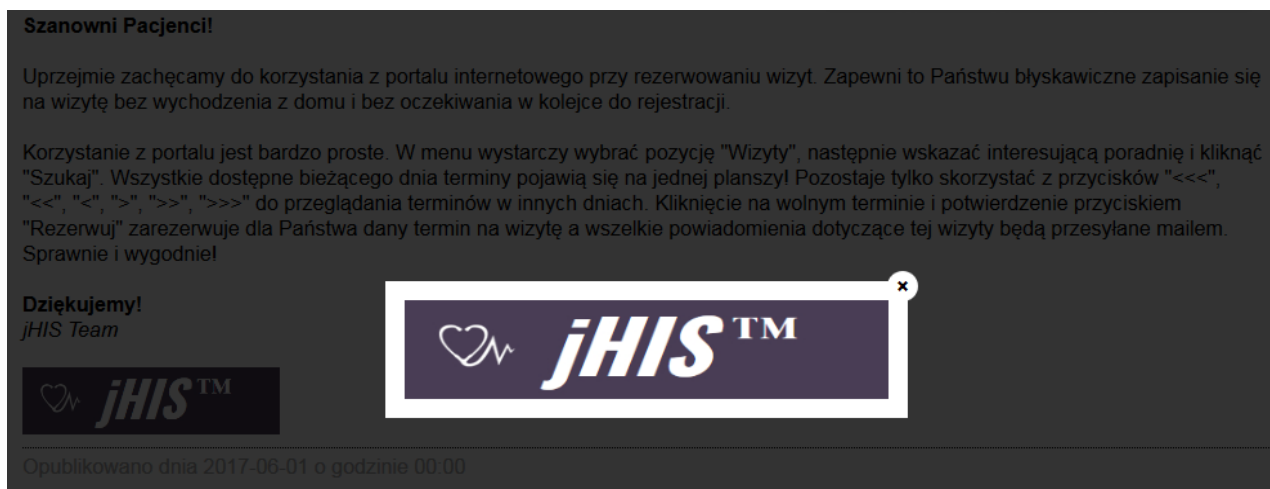 Szanowni Pacjenci!
Uprzejmie zachęcamy do korzystania z portalu internetowego przy rezerwowaniu wizyt. Zapewni to Państwu błyskawiczne zapisanie się
na wizytę bez wychodzenia z domu i bez oczekiwania w kolejce do rejestracji.
Korzystanie z portalu jest bardzo proste. W menu wystarczy wybrać pozycję "Wizyty", następnie wskazać interesującą poradnię i kliknąć
"Szukaj". Wszystkie dostępne bieżącego dnia terminy pojawią się na jednej planszy! Pozostaje tylko skorzystać z przycisków "<<<",
"<<", "<", ">", ">>", ">>>" do przeglądania terminów w innych dniach. Kliknięcie na wolnym terminie i potwierdzenie przyciskiem
"Rezerwuj" zarezerwuje dla Państwa dany termin na wizytę a wszelkie powiadomienia dotyczące tej wizyty będą przesyłane mailem.
Sprawnie i wygodnie!
Dziękujemy!
jHIS Team
jHIS™
jHIS™
Opublikowano dnia 2017-06-01 o godzinie 00:00